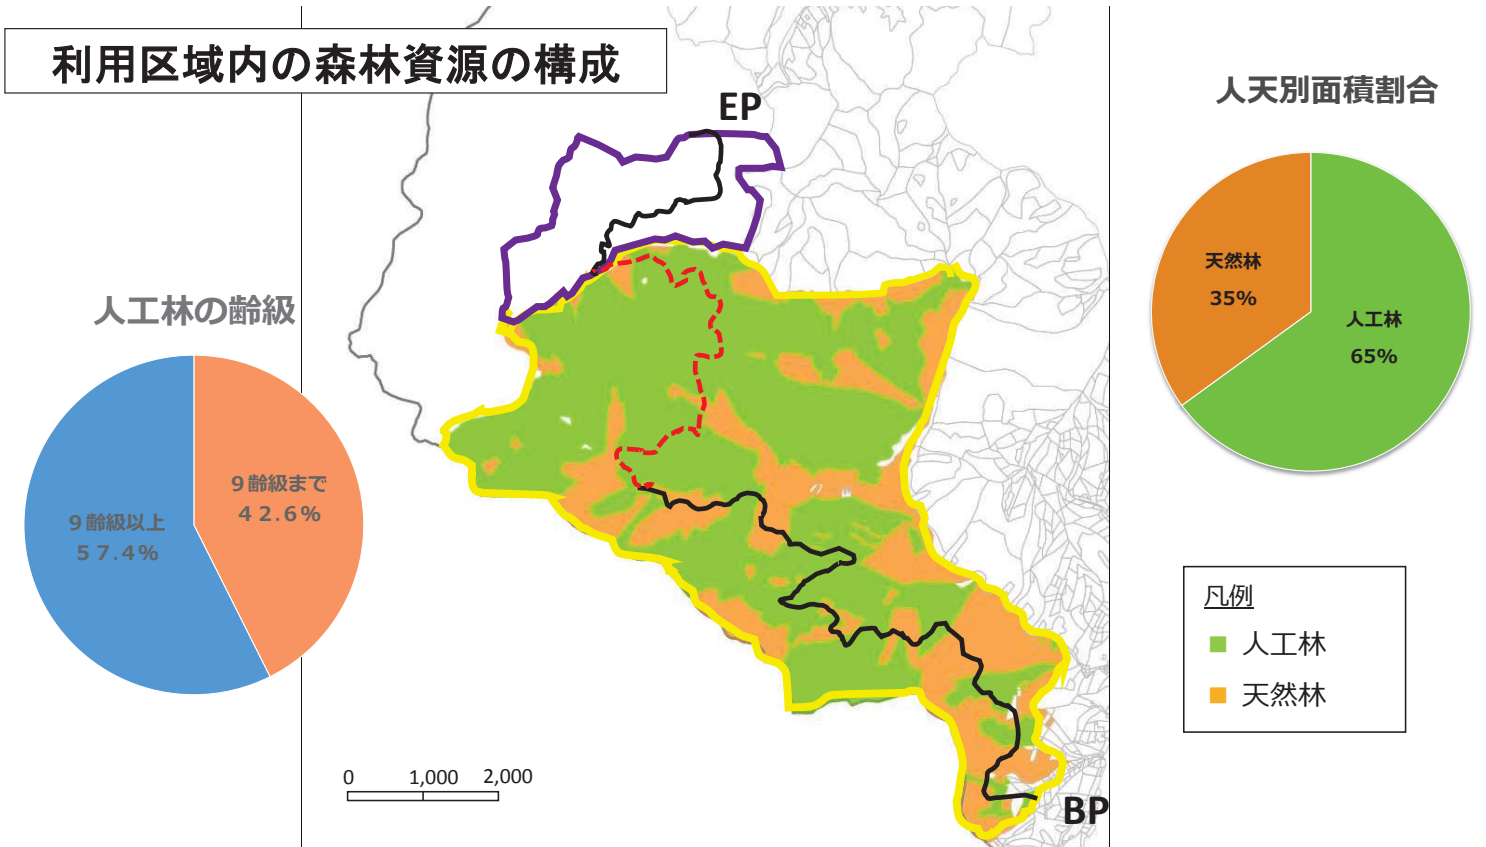 利用区域内の森林資源の構成
EP
人天別面積割合
天然林
35%
人工林
65%
人工林の齢級
9齢級まで
４２.６%
9齢級以上
５７.４%
凡例
人工林
天然林
0 1,000 2,000
BP